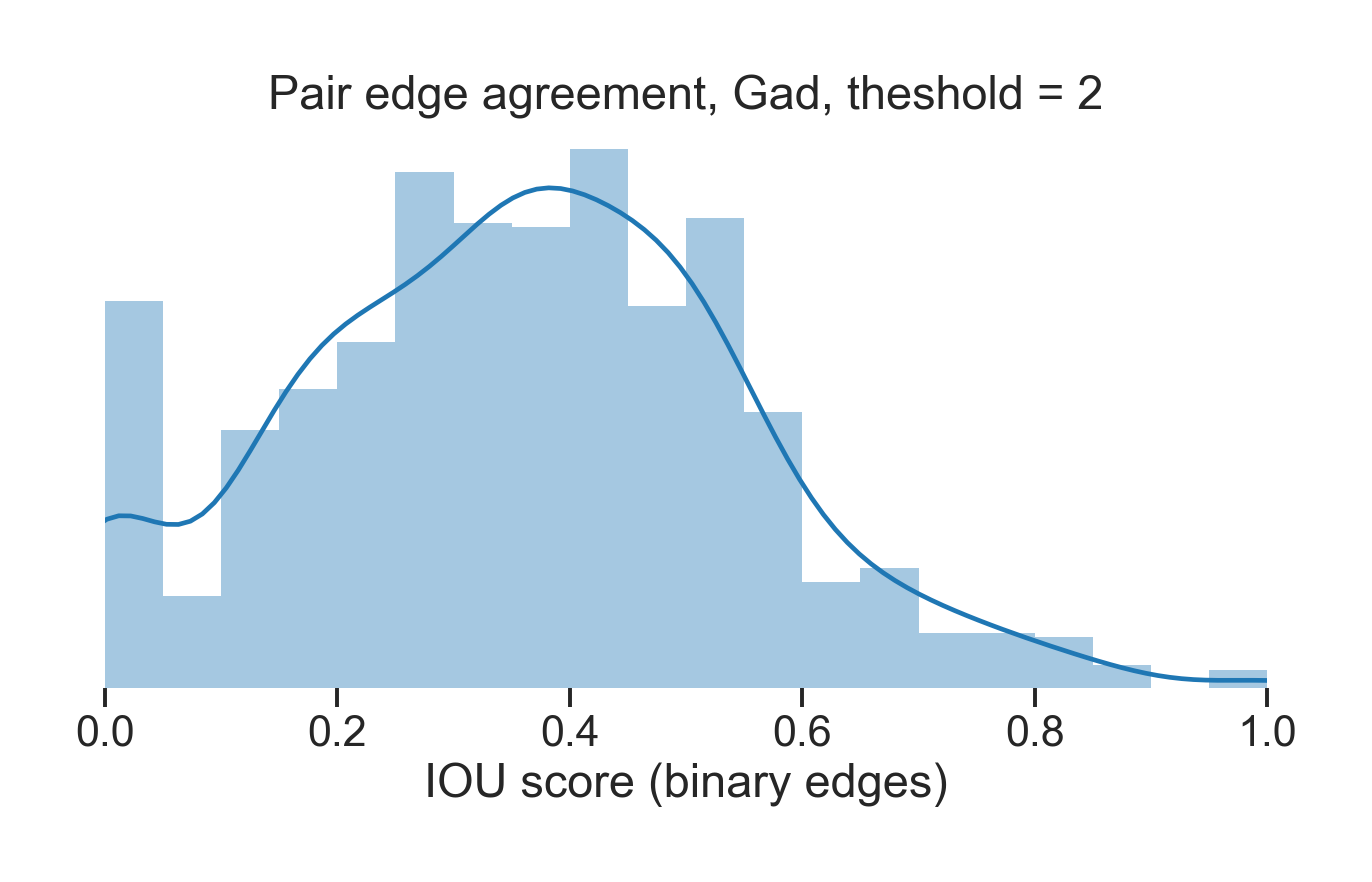 Pair edge agreement, Gad, theshold = 2
0.0 0.2 0.4 0.6 0.8 1.0
IOU score (binary edges)